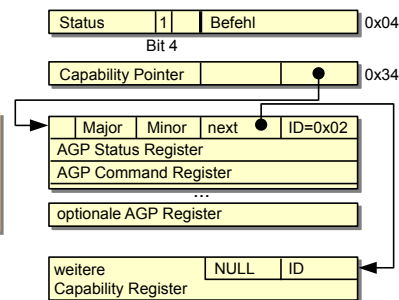 Status 1 Befehl 0x04
Bit 4
Capability Pointer 0x34
Major Minor next ID=0x02
AGP Status Register
AGP Command Register
...
optionale AGP Register
weitere NULL ID
Capability Register